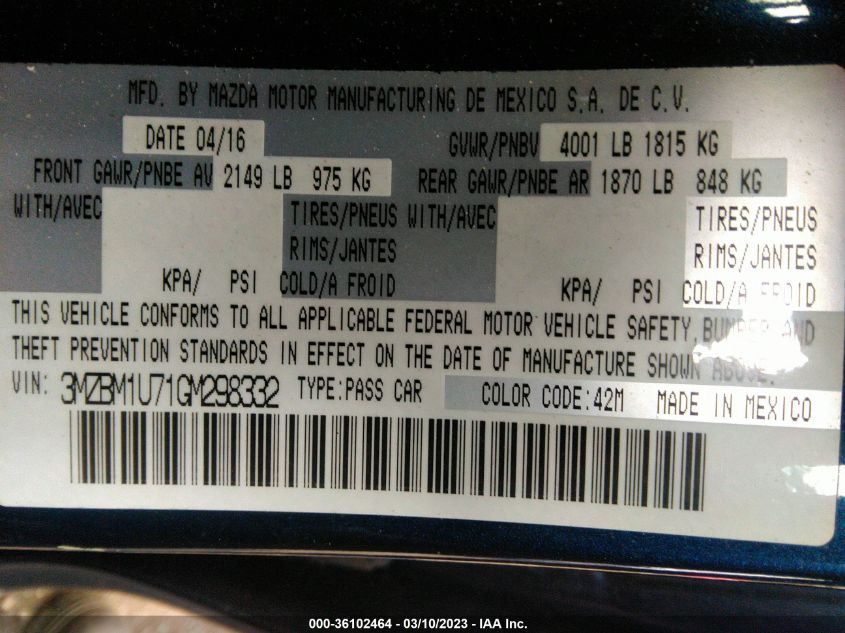 MFD. BY MAZDA MOTOR MANUFACTURING DE MEXICO S.A. DE C.V.
DATE 04/16 GVWR/PNBV 4001 LB 1815 KG
FRONT GAWR/PNBE AV 2149 LB 975 KG REAR GAWR/PNBE AR 1870 LB 848 KG
WITH/AVEC TIRES/PNEUS WITH/AVEC TIRES/PNEUS
RIMS/JANTES RIMS/JANTES
KPA/ PSI COLD/A FROID KPA/ PSI COLD/A FROID
THIS VEHICLE CONFORMS TO ALL APPLICABLE FEDERAL MOTOR VEHICLE SAFETY, BUMPER AND
THEFT PREVENTION STANDARDS IN EFFECT ON THE DATE OF MANUFACTURE SHOWN ABOVE.
VIN: 3MZBM1U71GM298332 TYPE:PASS CAR COLOR CODE:42M MADE IN MEXICO
000-36102464 - 03/10/2023 - IAA Inc.